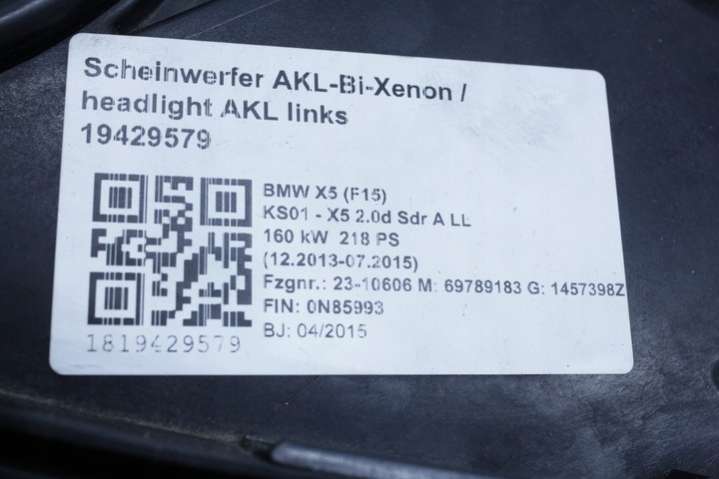 Scheinwerfer AKL-Bi-Xenon /
headlight AKL links
19429579
BMW X5 (F15)
KS01 - X5 2.0d Sdr A LL
160 kW 218 PS
(12.2013-07.2015)
Fzgnr.: 23-10606 M: 69789183 G: 1457398Z
FIN: 0N85993
BJ: 04/2015
1819429579